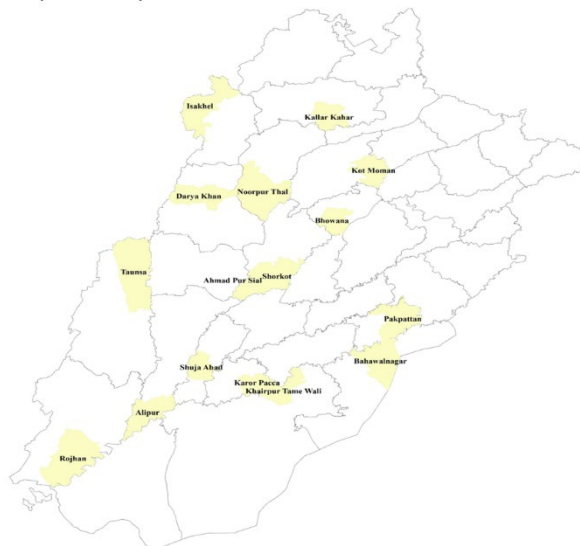 Isakhel
Kallar Kahar
Kot Moman
Darya Khan
Noorpur Thal
Bhowana
Taunsa
Ahmad Pur Sial
Shorkot
Pakpattan
Shuja Abad
Bahawalnagar
Karor Pacca
Khairpur Tame Wali
Alipur
Rojhan